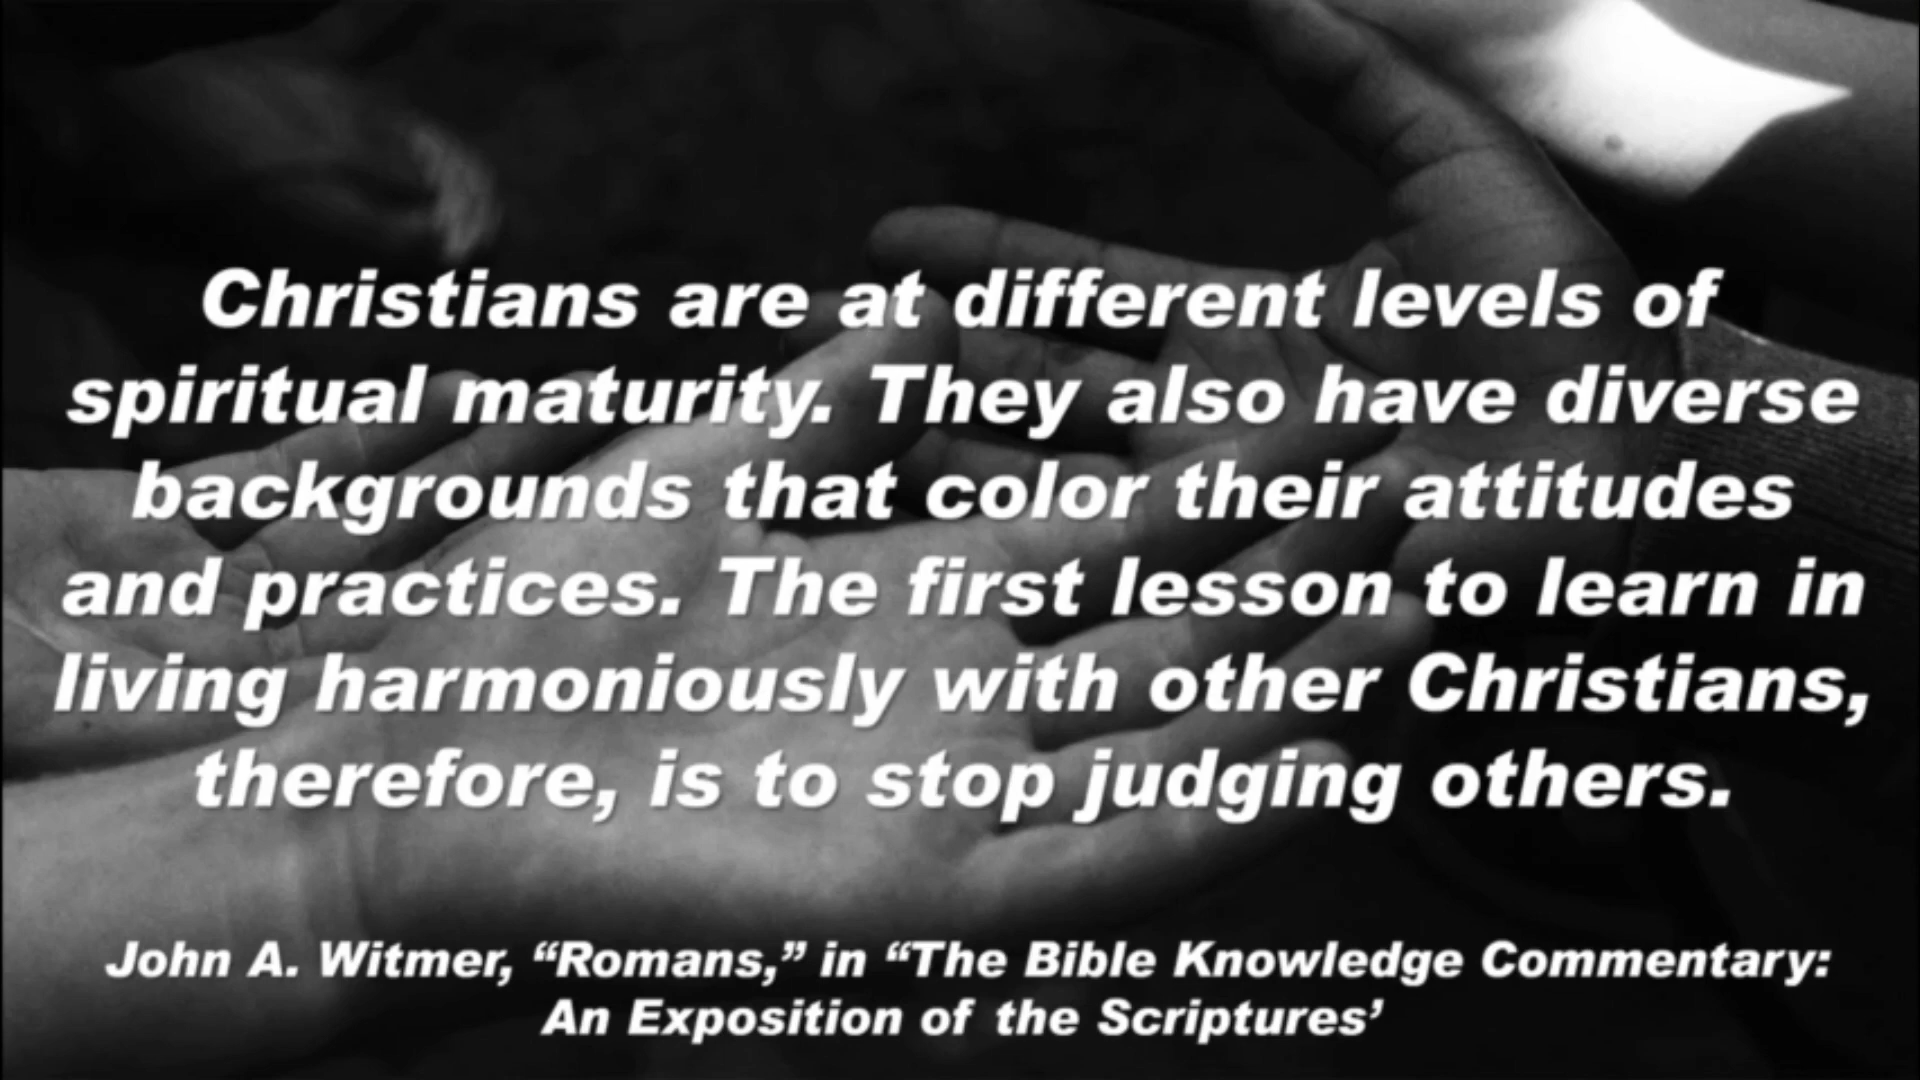 Christians are at different levels of
spiritual maturity. They also have diverse
backgrounds that color their attitudes
and practices. The first lesson to learn in
living harmoniously with other Christians,
therefore, is to stop judging others.
John A. Witmer, “Romans,” in “The Bible Knowledge Commentary:
An Exposition of the Scriptures’